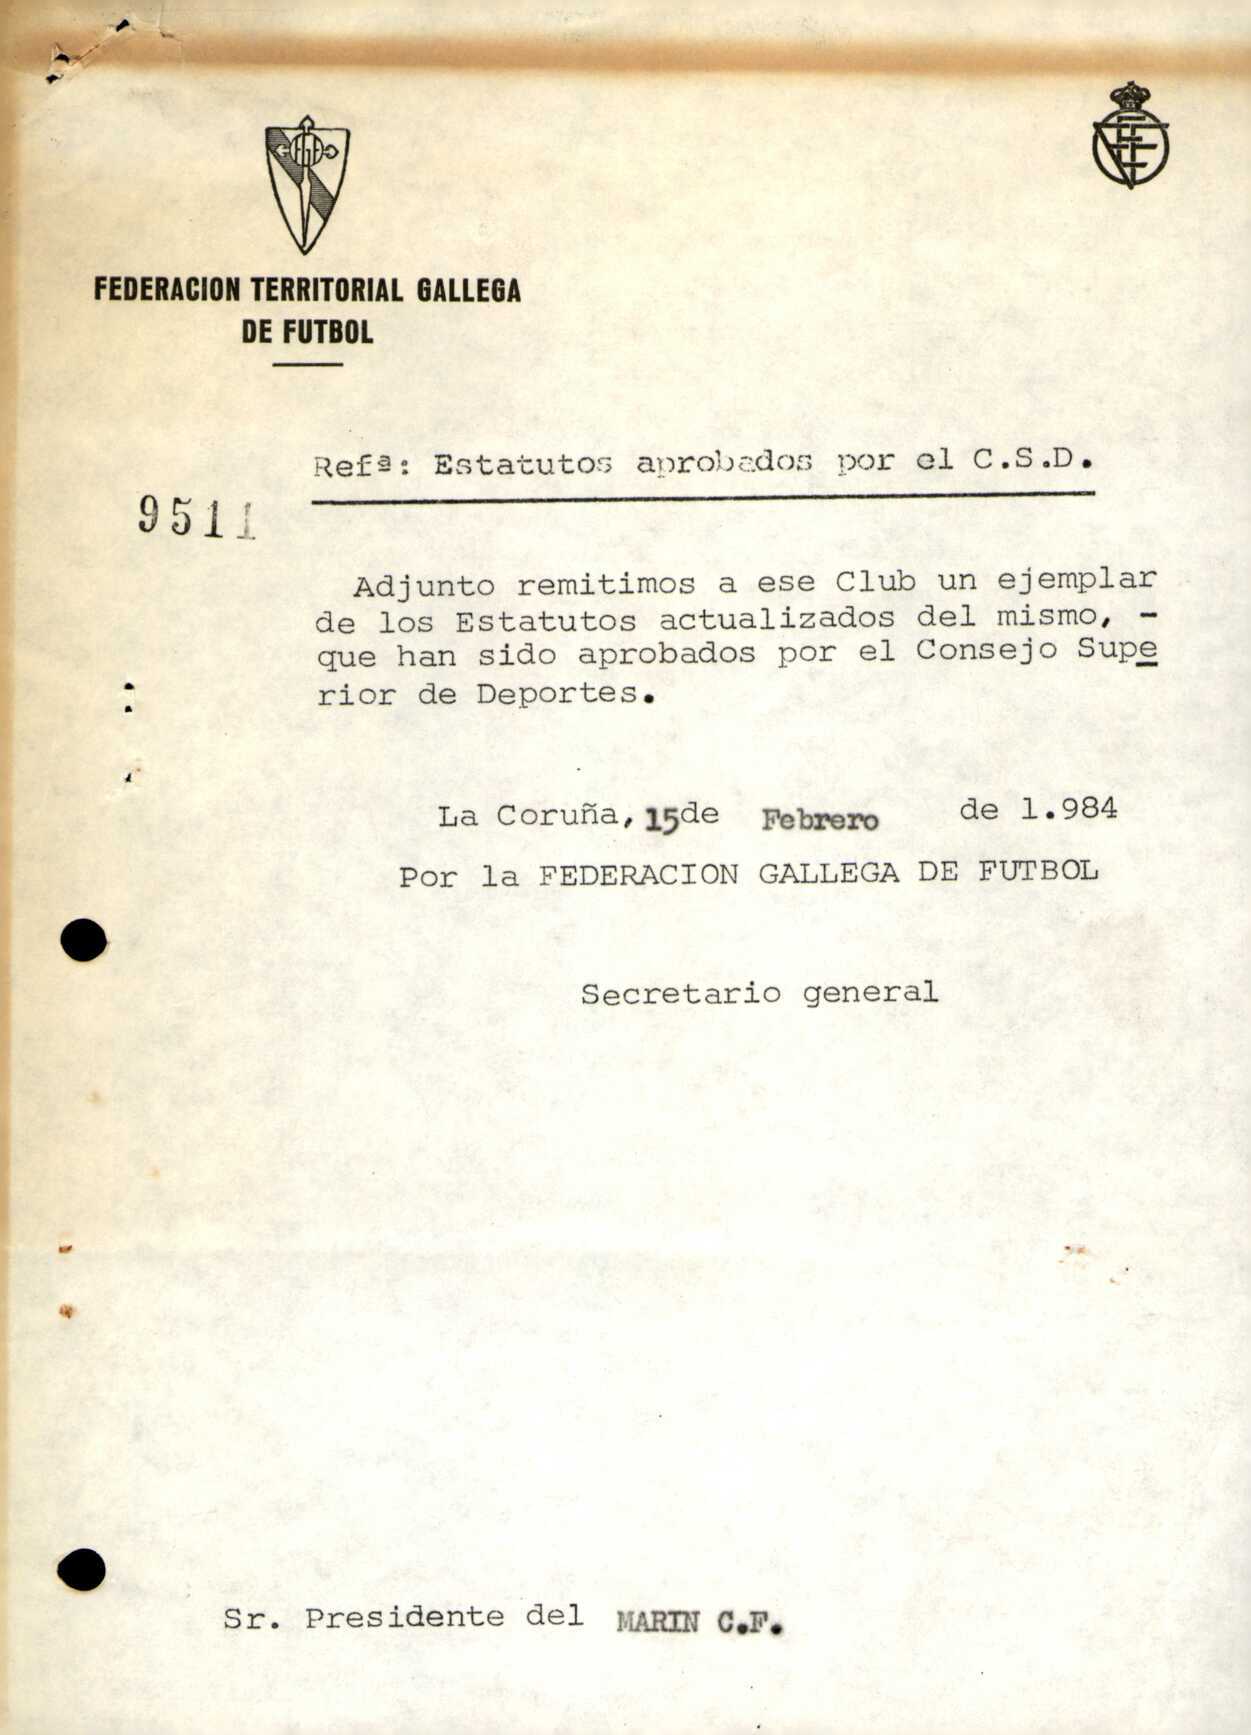 FEDERACION TERRITORIAL GALLEGA
DE FUTBOL
Refª: Estatutos aprobados por el C.S.D.
9511
Adjunto remitimos a ese Club un ejemplar
de los Estatutos actualizados del mismo, -
que han sido aprobados por el Consejo Supe
rior de Deportes.
La Coruña, 15 de Febrero de 1.984
Por la FEDERACION GALLEGA DE FUTBOL
Secretario general
Sr. Presidente del MARIN C.F.